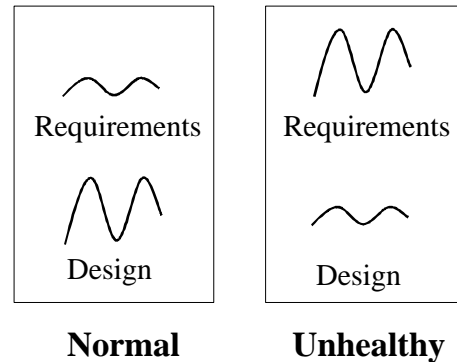 Requirements
Design
Normal
Requirements
Design
Unhealthy